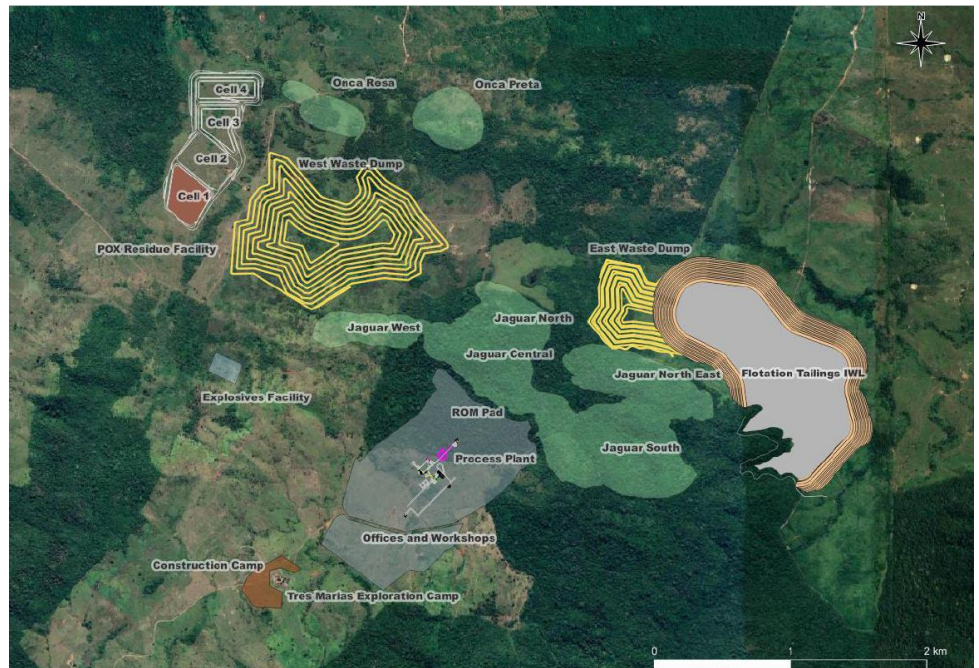 N
Cell 4
Onca Rosa
Onca Preta
Cell 3
Cell 2
West Waste Dump
Cell 1
POX Residue Facility
East Waste Dump
Jaguar West
Jaguar North
Jaguar Central
Jaguar North East
Flotation Tailings IWL
Explosives Facility
ROM Pad
Process Plant
Jaguar South
Offices and Workshops
Construction Camp
Tres Marias Exploration Camp
0 1 2 km